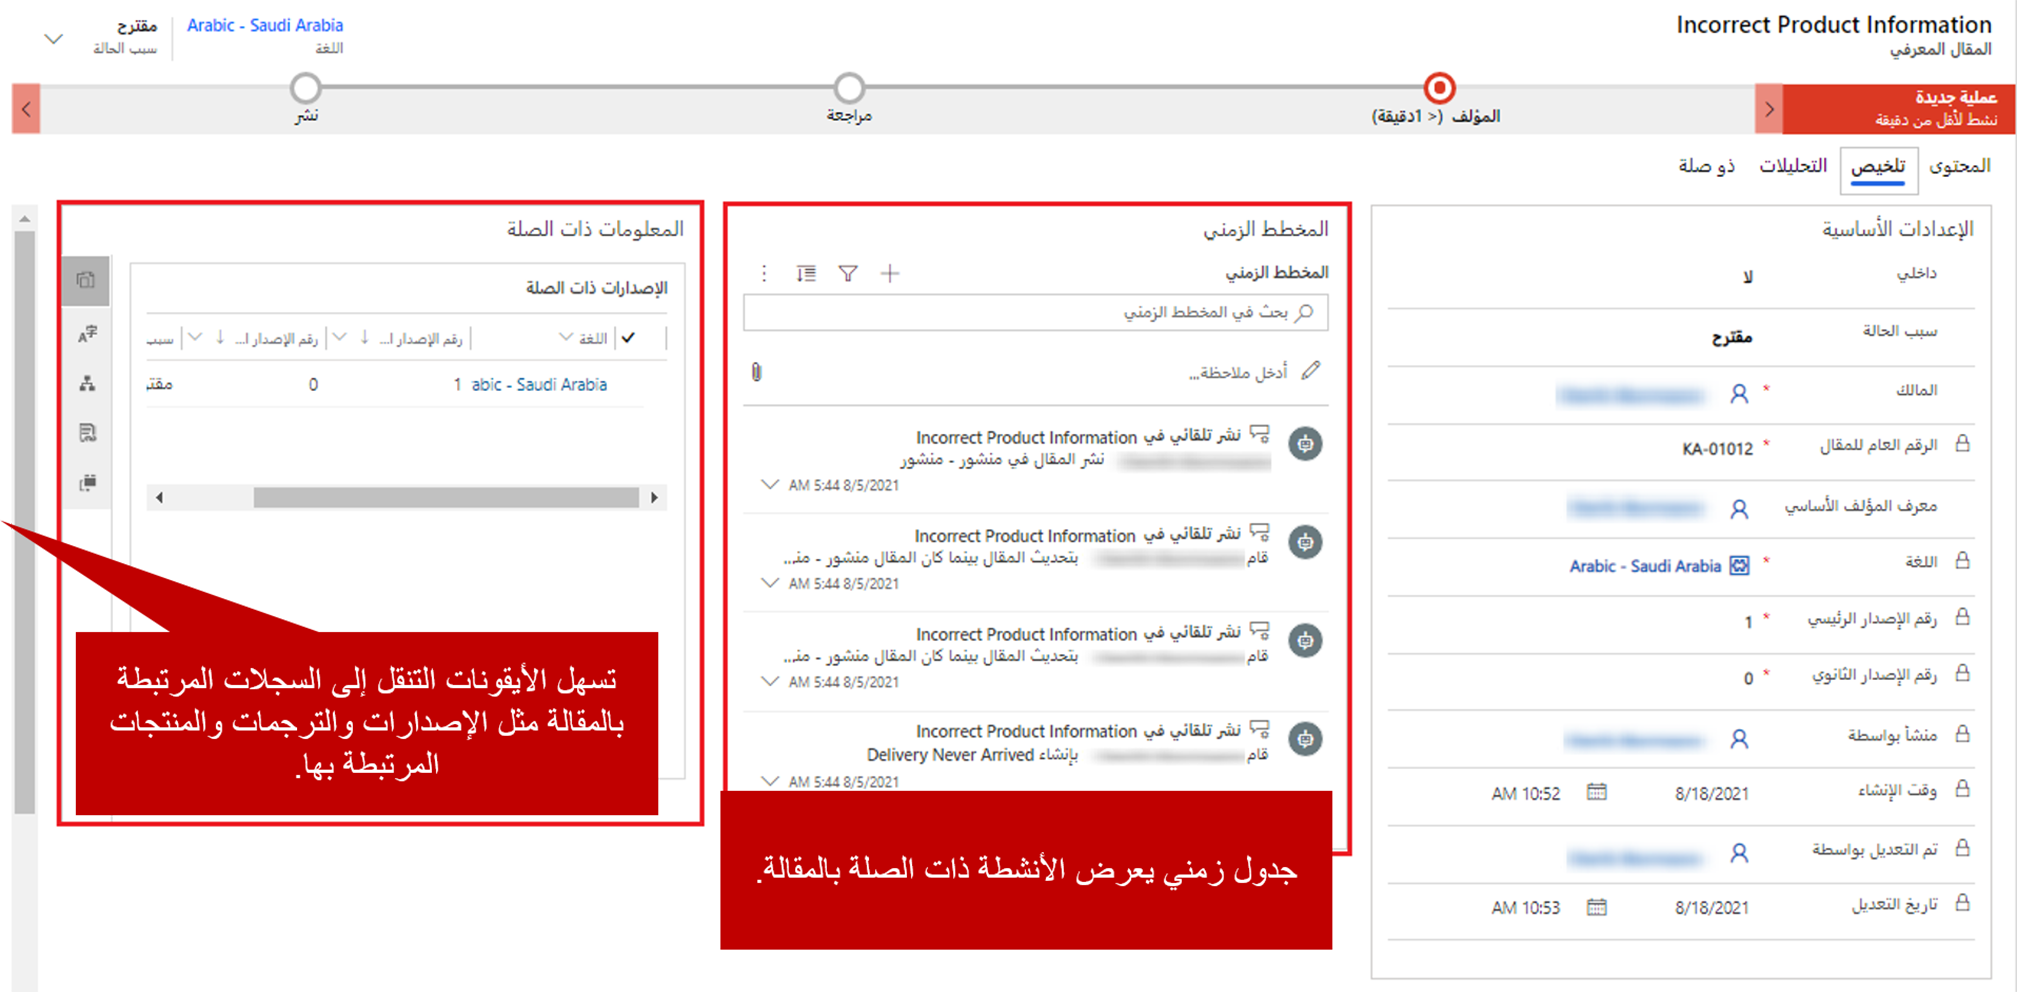 Incorrect Product Information
المقال المعرفي
Arabic - Saudi Arabia
اللغة
مقترح
سبب الحالة
عملية جديدة
نشط لأقل من دقيقة
المؤلف (< 1دقيقة)
مراجعة
نشر
المحتوى
تلخيص
التحليلات
ذو صلة
الإعدادات الأساسية
داخلي
لا
سبب الحالة
مقترح
المالك *
الرقم العام للمقال * KA-01012
معرف المؤلف الأساسي
اللغة * Arabic - Saudi Arabia
رقم الإصدار الرئيسي * 1
رقم الإصدار الثانوي * 0
منشأ بواسطة
وقت الإنشاء 8/18/2021 AM 10:52
تم التعديل بواسطة
تاريخ التعديل 8/18/2021 AM 10:53
المخطط الزمني
المخطط الزمني
بحث في المخطط الزمني
أدخل ملاحظة...
نشر تلقائي في Incorrect Product Information
نشر المقال في منشور - منشور
AM 5:44 8/5/2021
نشر تلقائي في Incorrect Product Information
قام بتحديث المقال بينما كان المقال منشور - منـ...
AM 5:44 8/5/2021
نشر تلقائي في Incorrect Product Information
قام بتحديث المقال بينما كان المقال منشور - منـ...
AM 5:44 8/5/2021
نشر تلقائي في Incorrect Product Information
قام بإنشاء Delivery Never Arrived
AM 5:44 8/5/2021
جدول زمني يعرض الأنشطة ذات الصلة بالمقالة.
المعلومات ذات الصلة
الإصدارات ذات الصلة
اللغة
رقم الإصدار ا...
رقم الإصدار ا...
سبب
abic - Saudi Arabia 1 0 مقتر
تسهل الأيقونات التنقل إلى السجلات المرتبطة
بالمقالة مثل الإصدارات والترجمات والمنتجات
المرتبطة بها.